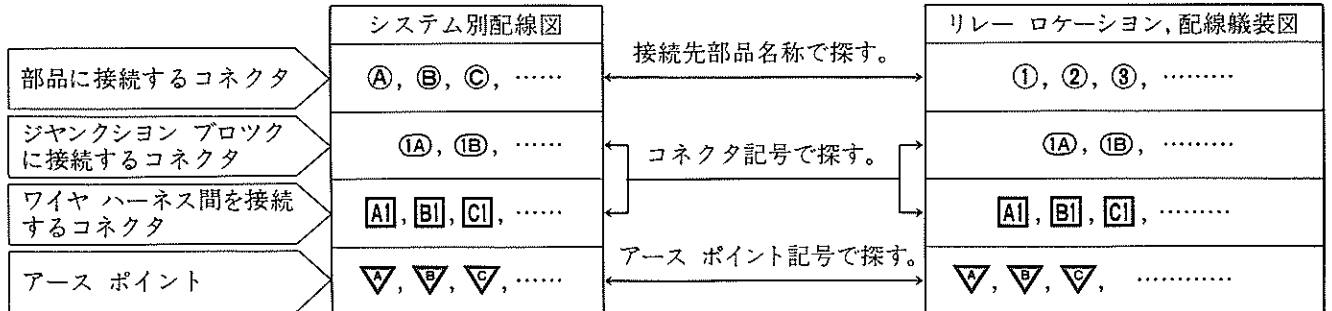 システム別配線図
リレー ロケーション,配線艤装図
部品に接続するコネクタ
Ⓐ, Ⓑ, Ⓒ, ……
接続先部品名称で探す。
①, ②, ③, ………
ジヤンクシヨン ブロツク
に接続するコネクタ
1A, 1B, ……
コネクタ記号で探す。
1A, 1B, ………
ワイヤ ハーネス間を接続
するコネクタ
A1, B1, C1, ……
A1, B1, C1, ………
アース ポイント
A, B, C, ……
アース ポイント記号で探す。
A, B, C, …………